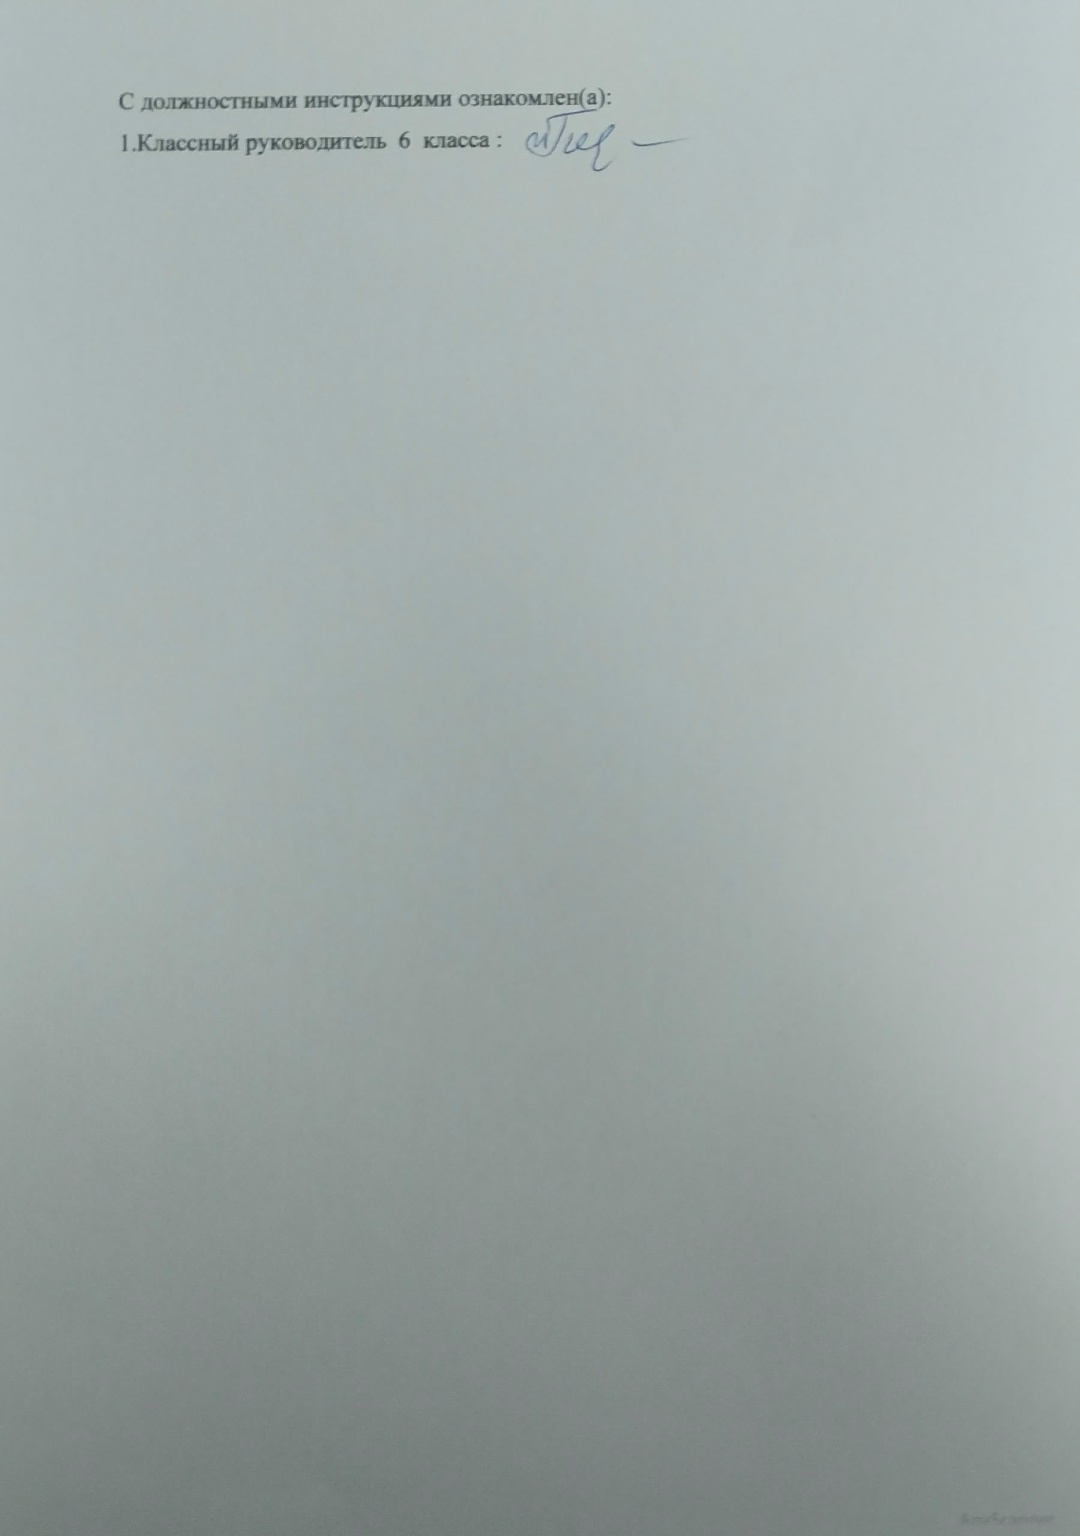 С должностными инструкциями ознакомлен(а):
1.Классный руководитель 6 класса :